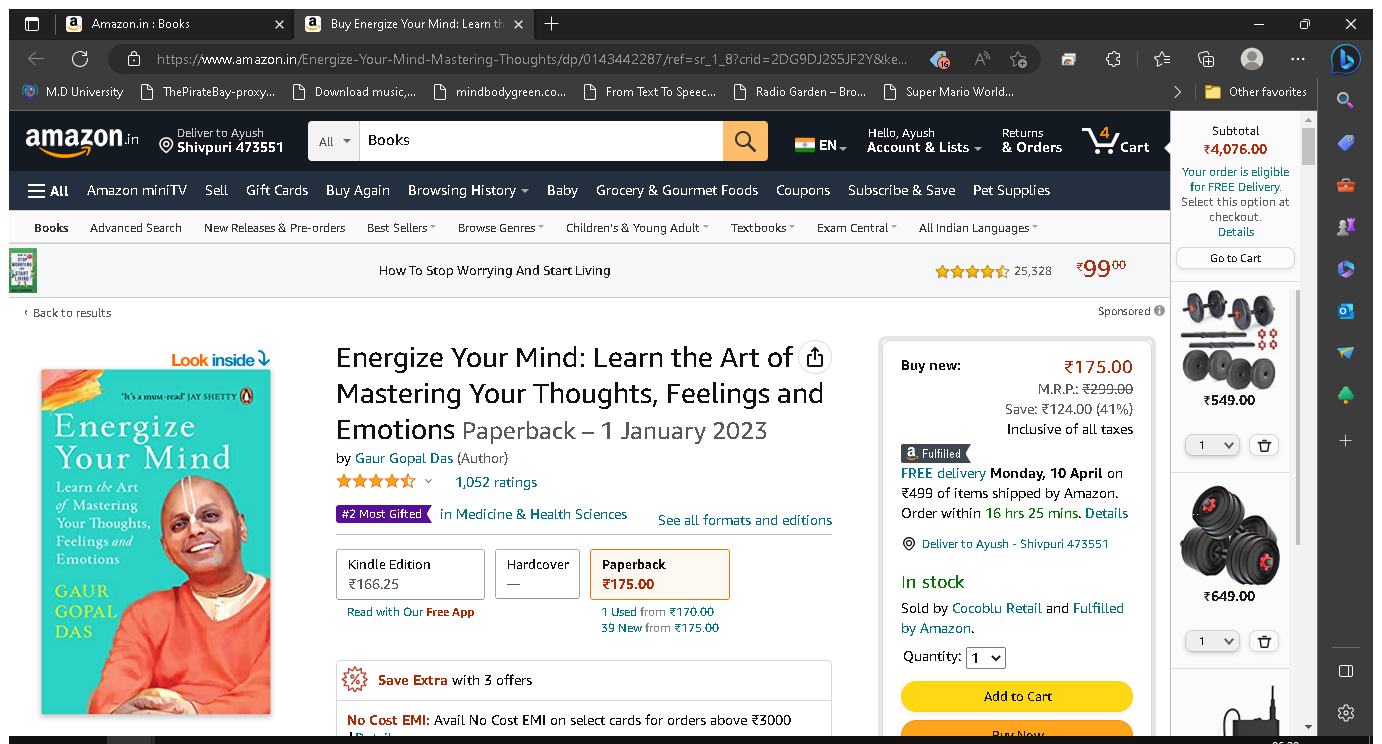 Amazon.in : Books
Buy Energize Your Mind: Learn th
https://www.amazon.in/Energize-Your-Mind-Mastering-Thoughts/dp/0143442287/ref=sr_1_8?crid=2DG9DJ2S5JF2Y&ke...
16
M.D University
ThePirateBay-proxy...
Download music,...
mindbodygreen.co...
From Text To Speec...
Radio Garden – Bro...
Super Mario World...
Other favorites
amazon.in
Deliver to Ayush
Shivpuri 473551
All
Books
EN
Hello, Ayush
Account & Lists
Returns
& Orders
4
Cart
All
Amazon miniTV
Sell
Gift Cards
Buy Again
Browsing History
Baby
Grocery & Gourmet Foods
Coupons
Subscribe & Save
Pet Supplies
Books
Advanced Search
New Releases & Pre-orders
Best Sellers
Browse Genres
Children's & Young Adult
Textbooks
Exam Central
All Indian Languages
How To Stop Worrying And Start Living
25,328
₹9900
‹ Back to results
Sponsored
Look inside
'It's a must-read' JAY SHETTY
Energize
Your Mind
Learn the Art
of Mastering
Your Thoughts,
Feelings and
Emotions
GAUR
GOPAL
DAS
Energize Your Mind: Learn the Art of
Mastering Your Thoughts, Feelings and
Emotions Paperback – 1 January 2023
by Gaur Gopal Das (Author)
1,052 ratings
#2 Most Gifted in Medicine & Health Sciences
See all formats and editions
Kindle Edition
₹166.25
Read with Our Free App
Hardcover
—
Paperback
₹175.00
1 Used from ₹170.00
39 New from ₹175.00
Save Extra with 3 offers
No Cost EMI: Avail No Cost EMI on select cards for orders above ₹3000
Buy new:
₹175.00
M.R.P.: ₹299.00
Save: ₹124.00 (41%)
Inclusive of all taxes
a Fulfilled
FREE delivery Monday, 10 April on
₹499 of items shipped by Amazon.
Order within 16 hrs 25 mins. Details
Deliver to Ayush - Shivpuri 473551
In stock
Sold by Cocoblu Retail and Fulfilled
by Amazon.
Quantity: 1
Add to Cart
Buy Now
Subtotal
₹4,076.00
Your order is eligible
for FREE Delivery.
Select this option at
checkout.
Details
Go to Cart
₹549.00
1
₹649.00
1